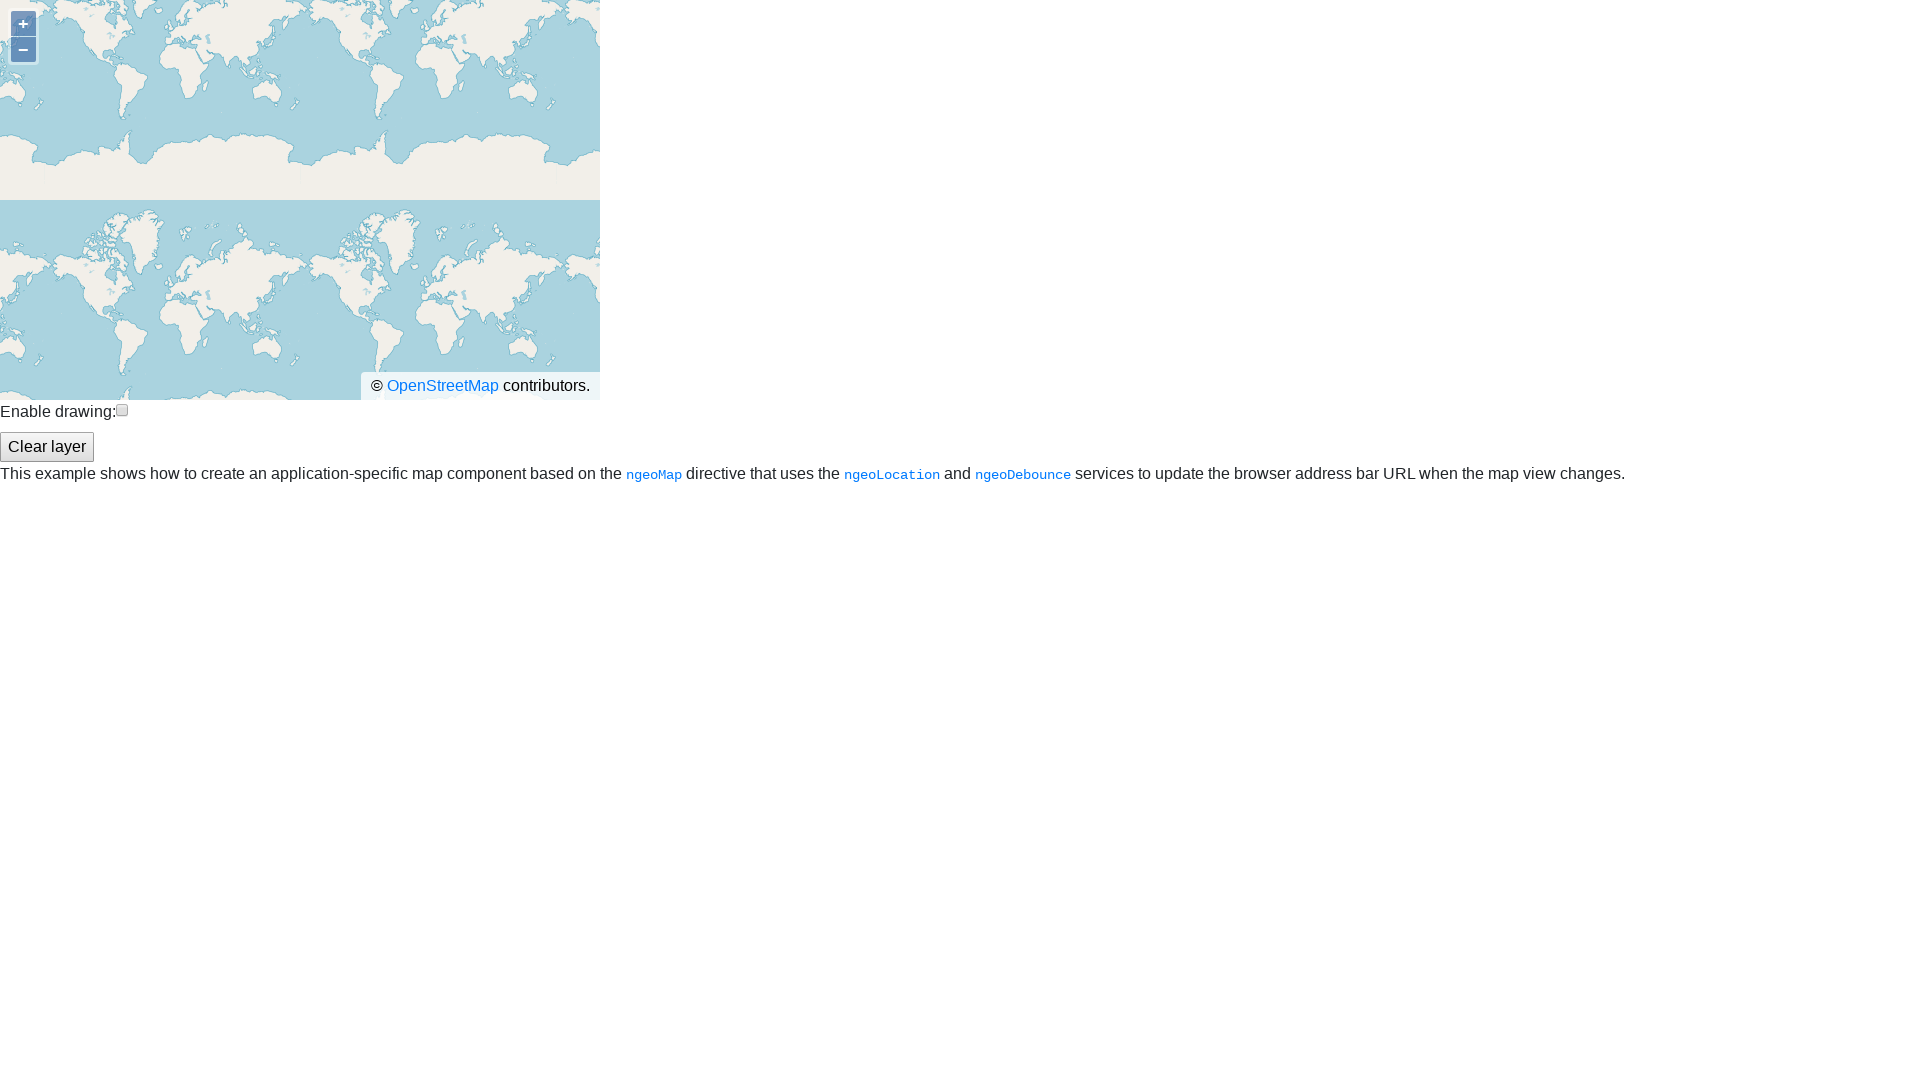 +
−
© OpenStreetMap contributors.
Enable drawing:
Clear layer
This example shows how to create an application-specific map component based on the ngeoMap directive that uses the ngeoLocation and ngeoDebounce services to update the browser address bar URL when the map view changes.